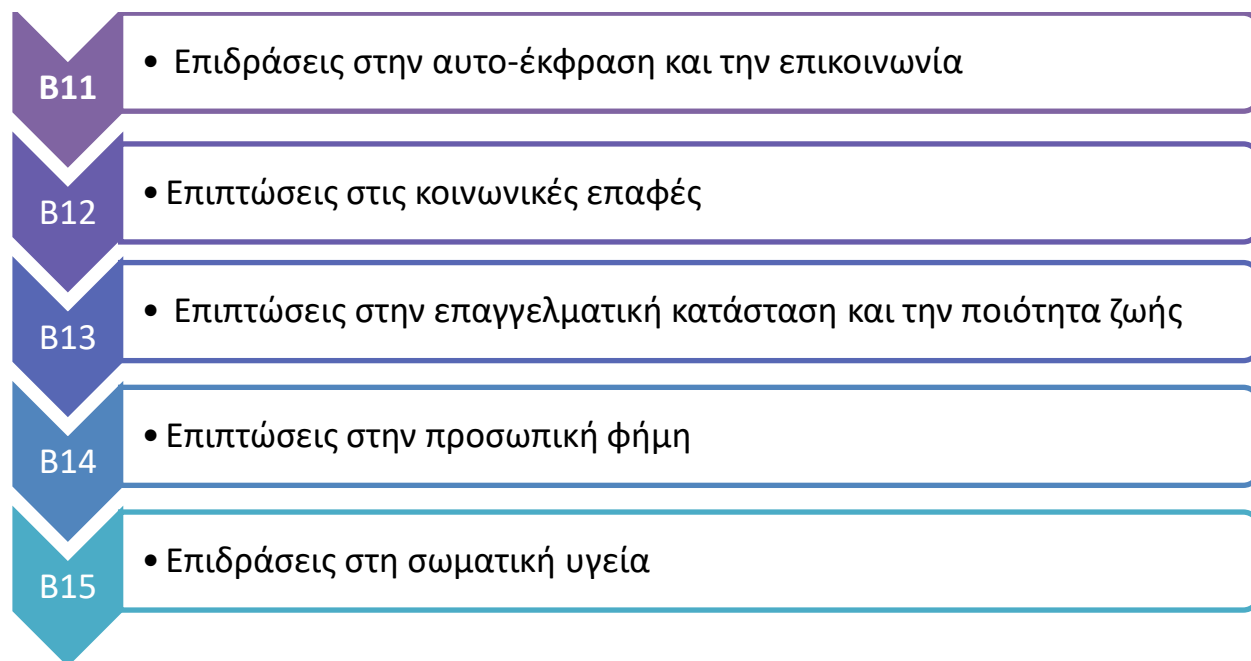 B11
• Επιδράσεις στην αυτο-έκφραση και την επικοινωνία
B12
• Επιπτώσεις στις κοινωνικές επαφές
B13
• Επιπτώσεις στην επαγγελματική κατάσταση και την ποιότητα ζωής
B14
• Επιπτώσεις στην προσωπική φήμη
B15
• Επιδράσεις στη σωματική υγεία